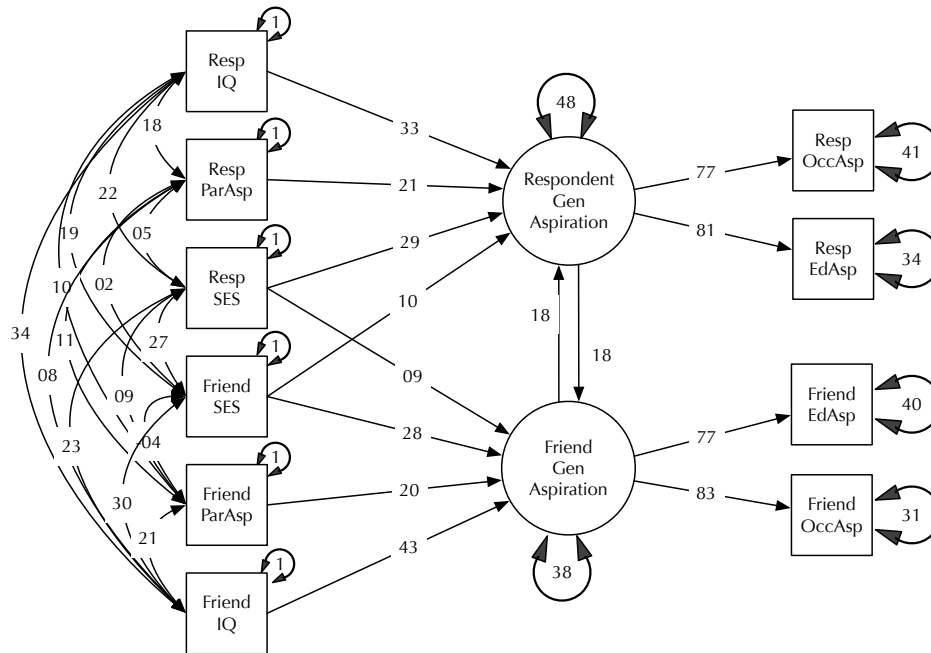 1
Resp
IQ
18
33
48
1
Resp
ParAsp
21
Respondent
Gen
Aspiration
77
Resp
OccAsp
41
22
19
05
1
Resp
SES
29
81
Resp
EdAsp
34
10
02
10
18
34
11
27
1
Friend
SES
09
18
08
09
09
28
Friend
Gen
Aspiration
77
Friend
EdAsp
40
23
-04
1
Friend
ParAsp
20
83
Friend
OccAsp
31
30
21
43
38
1
Friend
IQ